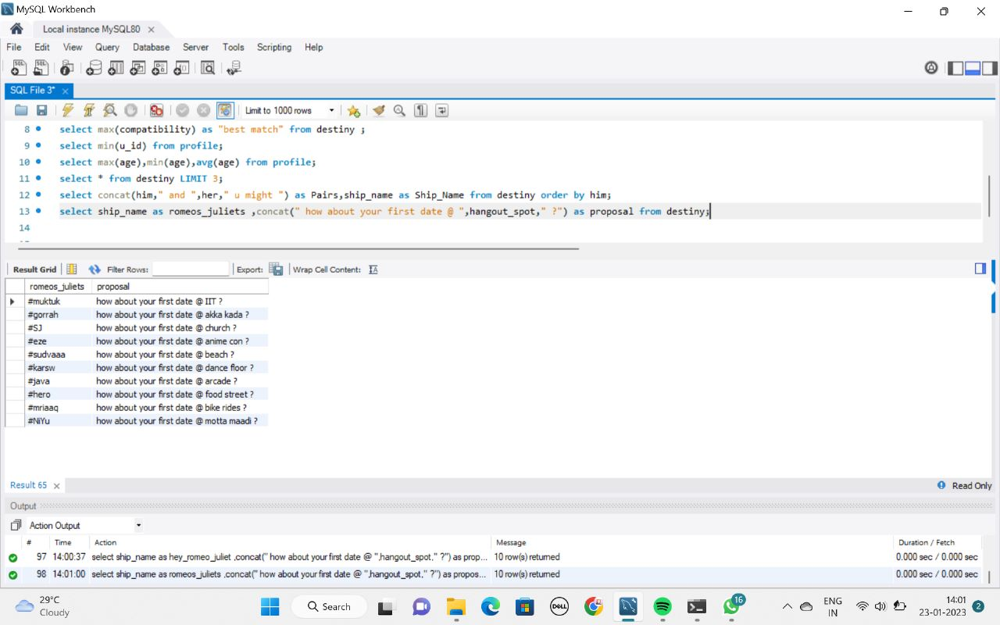 MySQL Workbench
Local instance MySQL80
File Edit View Query Database Server Tools Scripting Help
SQL File 3*
Limit to 1000 rows
8 select max(compatibility) as "best match" from destiny ;
9 select min(u_id) from profile;
10 select max(age),min(age),avg(age) from profile;
11 select * from destiny LIMIT 3;
12 select concat(him," and ",her," u might ") as Pairs,ship_name as Ship_Name from destiny order by him;
13 select ship_name as romeos_juliets ,concat(" how about your first date @ ",hangout_spot," ?") as proposal from destiny;
14
Result Grid Filter Rows: Export: Wrap Cell Content:
romeos_juliets proposal
#muktuk how about your first date @ IIT ?
#gorrah how about your first date @ akka kada ?
#SJ how about your first date @ church ?
#eze how about your first date @ anime con ?
#sudvaaa how about your first date @ beach ?
#karsw how about your first date @ dance floor ?
#java how about your first date @ arcade ?
#hero how about your first date @ food street ?
#mriaaq how about your first date @ bike rides ?
#NiYu how about your first date @ motta maadi ?
Result 65 Read Only
Output
Action Output
# Time Action Message Duration / Fetch
97 14:00:37 select ship_name as hey_romeo_juliet ,concat(" how about your first date @ ",hangout_spot," ?") as prop... 10 row(s) returned 0.000 sec / 0.000 sec
98 14:01:00 select ship_name as romeos_juliets ,concat(" how about your first date @ ",hangout_spot," ?") as propos... 10 row(s) returned 0.000 sec / 0.000 sec
29°C
Cloudy
Search
DELL
16
ENG
IN
14:01
23-01-2023
2